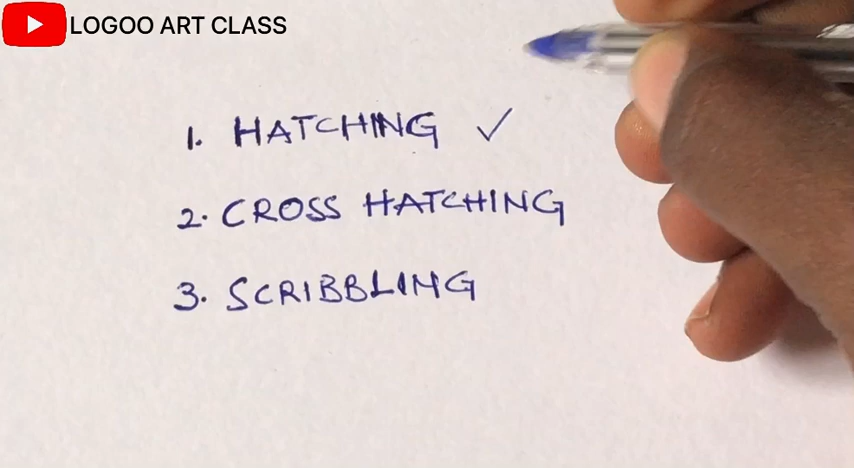 LOGOO ART CLASS
1. HATCHING ✓
2. CROSS HATCHING
3. SCRIBBLING